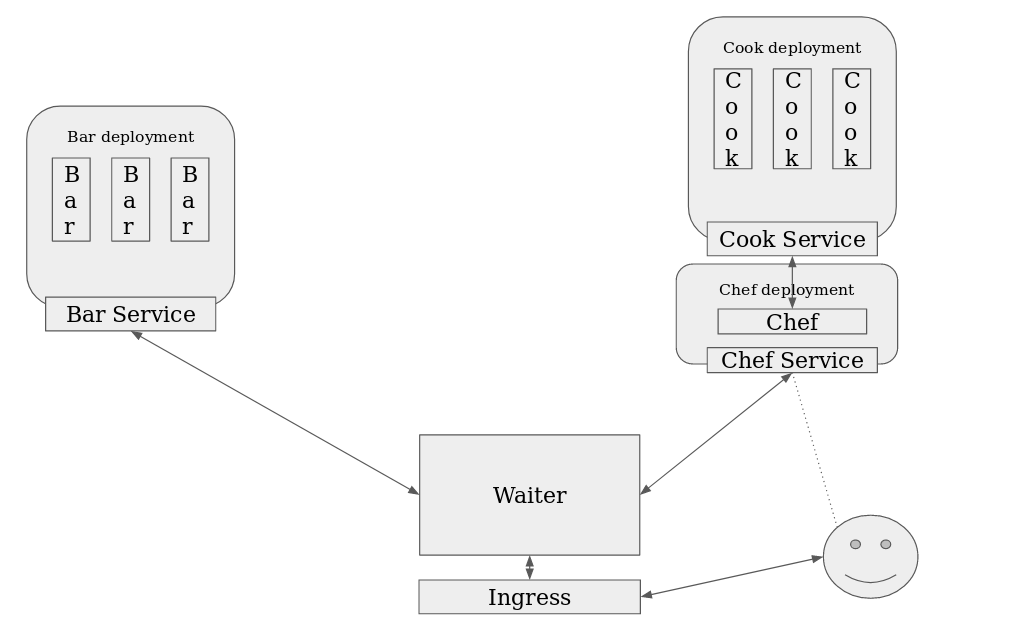 Cook deployment
Cook
Cook
Cook
Cook Service
Bar deployment
Bar
Bar
Bar
Bar Service
Chef deployment
Chef
Chef Service
Waiter
Ingress